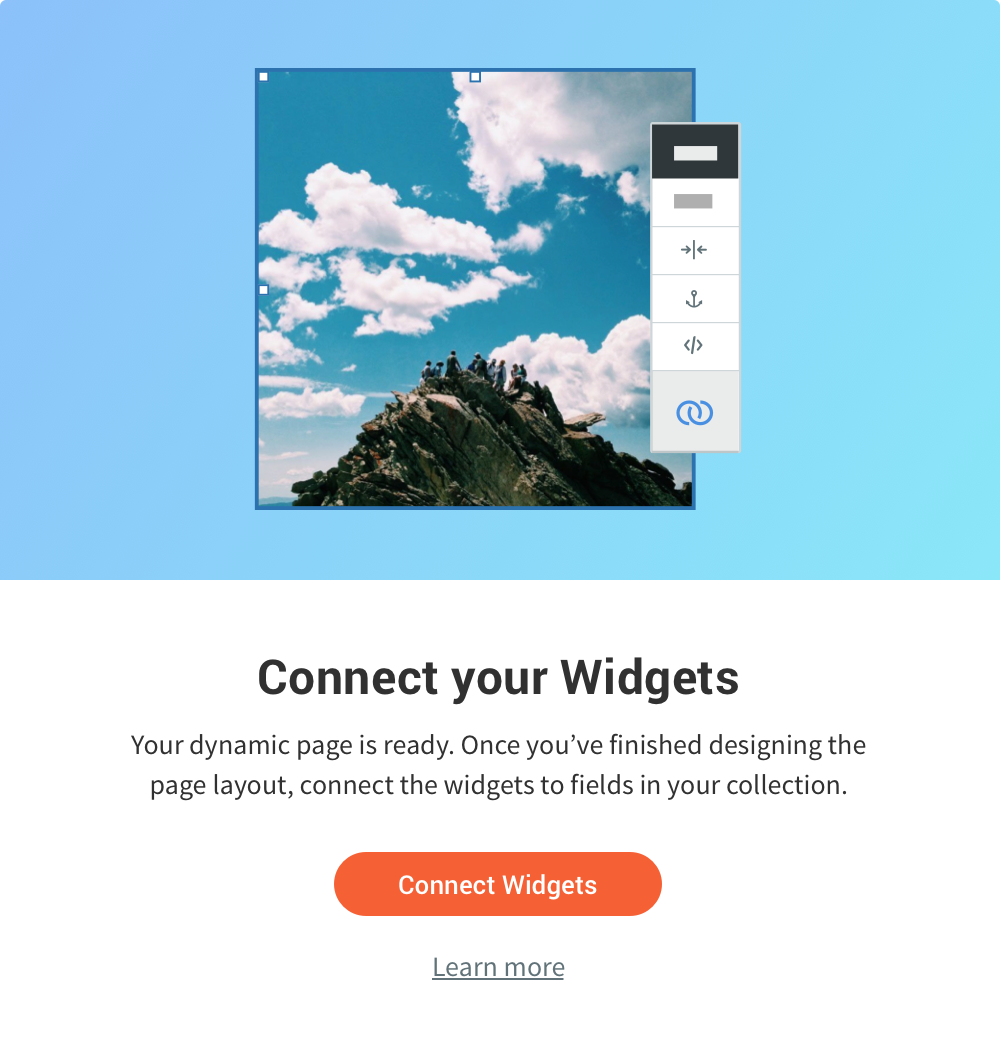 Connect your Widgets
Your dynamic page is ready. Once you’ve finished designing the
page layout, connect the widgets to fields in your collection.
Connect Widgets
Learn more